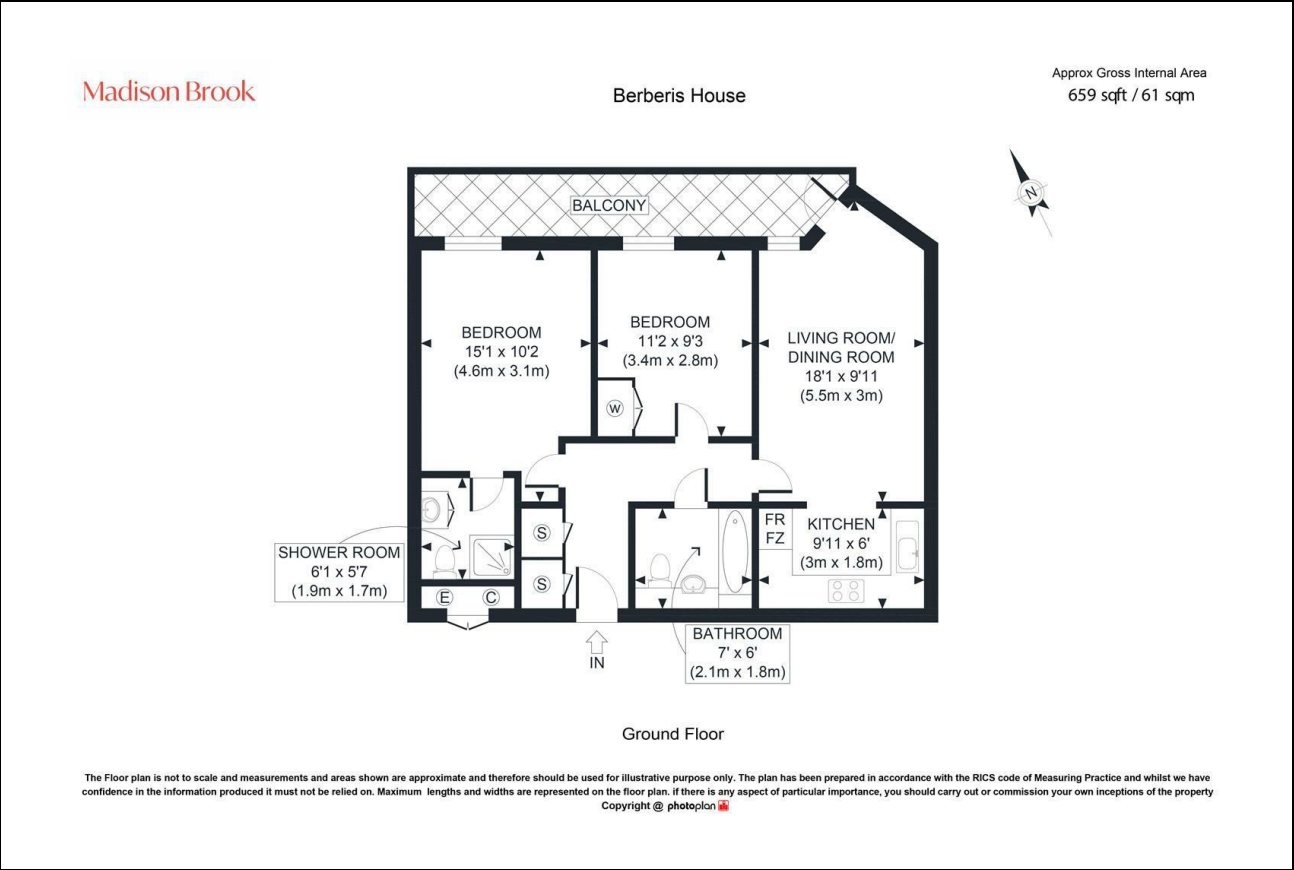 Madison Brook
Berberis House
Approx Gross Internal Area
659 sqft / 61 sqm
N
BALCONY
BEDROOM
15'1 x 10'2
(4.6m x 3.1m)
BEDROOM
11'2 x 9'3
(3.4m x 2.8m)
W
LIVING ROOM/
DINING ROOM
18'1 x 9'11
(5.5m x 3m)
SHOWER ROOM
6'1 x 5'7
(1.9m x 1.7m)
S
S
E
C
FR
FZ
KITCHEN
9'11 x 6'
(3m x 1.8m)
IN
BATHROOM
7' x 6'
(2.1m x 1.8m)
Ground Floor
The Floor plan is not to scale and measurements and areas shown are approximate and therefore should be used for illustrative purpose only. The plan has been prepared in accordance with the RICS code of Measuring Practice and whilst we have
confidence in the information produced it must not be relied on. Maximum lengths and widths are represented on the floor plan. if there is any aspect of particular importance, you should carry out or commission your own inceptions of the property
Copyright @ photoplan